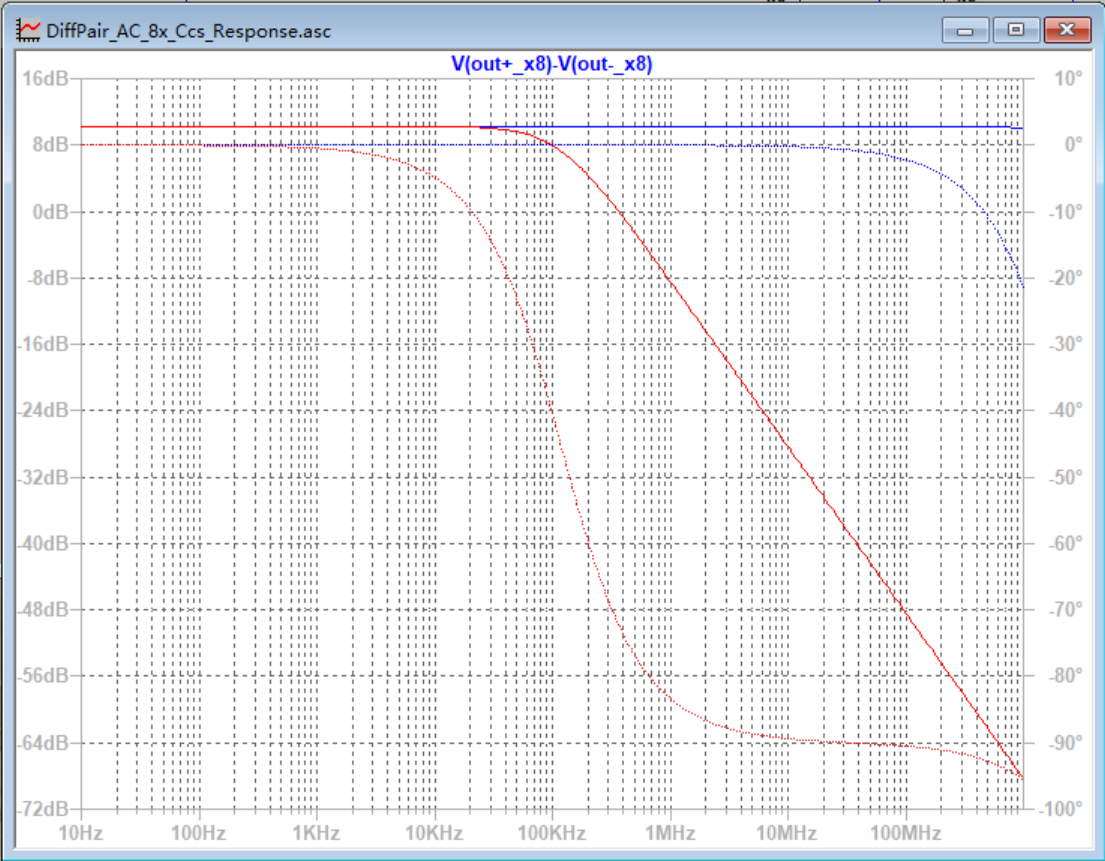 DiffPair_AC_8x_Ccs_Response.asc
V(out+_x8)-V(out-_x8)
16dB
8dB
0dB
-8dB
-16dB
-24dB
-32dB
-40dB
-48dB
-56dB
-64dB
-72dB
10°
0°
-10°
-20°
-30°
-40°
-50°
-60°
-70°
-80°
-90°
-100°
10Hz 100Hz 1KHz 10KHz 100KHz 1MHz 10MHz 100MHz